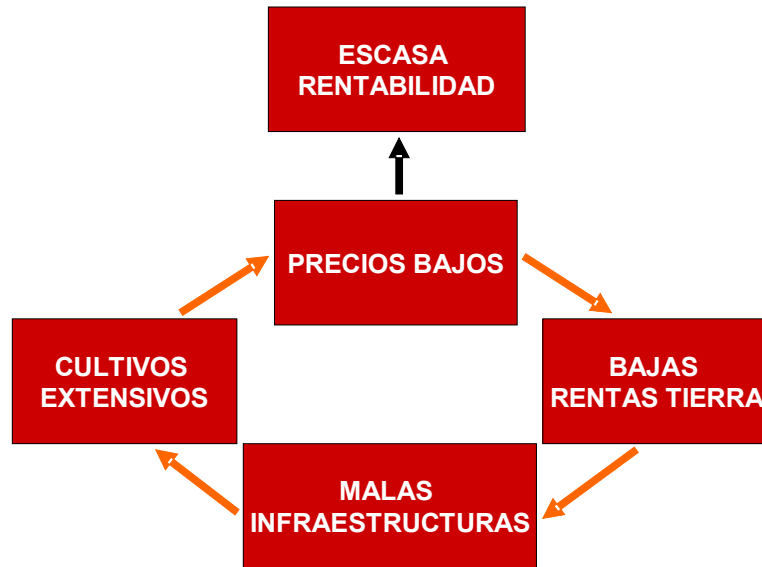 ESCASA
RENTABILIDAD
PRECIOS BAJOS
CULTIVOS
EXTENSIVOS
BAJAS
RENTAS TIERRA
MALAS
INFRAESTRUCTURAS